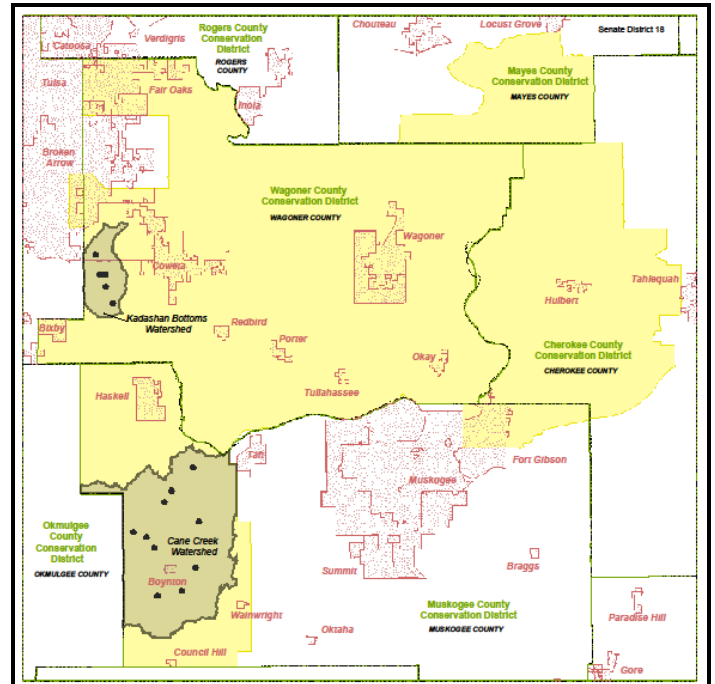 Rogers County
Conservation
District
ROGERS
COUNTY
Chouteau
Locust Grove
Senate District 18
Catoosa
Verdigris
Tulsa
Fair Oaks
Inola
Mayes County
Conservation District
MAYES COUNTY
Broken
Arrow
Wagoner County
Conservation District
WAGONER COUNTY
Wagoner
Coweta
Tahlequah
Hulbert
Kadashan Bottoms
Watershed
Bixby
Redbird
Porter
Okay
Cherokee County
Conservation District
CHEROKEE COUNTY
Haskell
Tullahassee
Taft
Fort Gibson
Muskogee
Okmulgee
County
Conservation
District
OKMULGEE COUNTY
Cane Creek
Watershed
Boynton
Summit
Braggs
Wainwright
Muskogee County
Conservation District
MUSKOGEE COUNTY
Paradise Hill
Oktaha
Council Hill
Gore